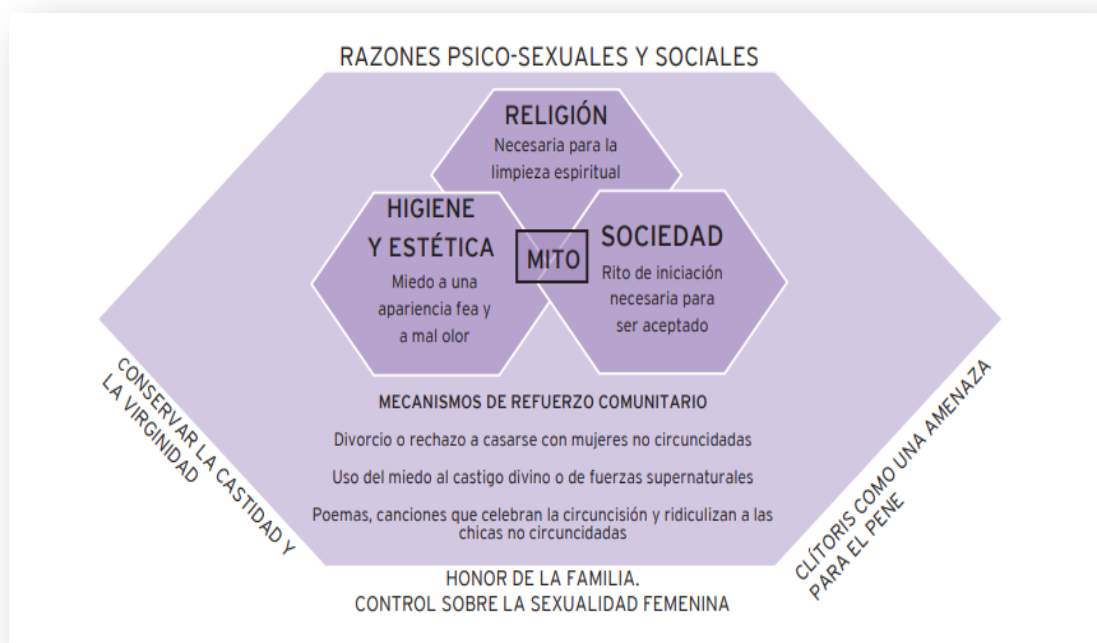 RAZONES PSICO-SEXUALES Y SOCIALES
RELIGIÓN
Necesaria para la
limpieza espiritual
HIGIENE
Y ESTÉTICA
Miedo a una
apariencia fea y
a mal olor
MITO
SOCIEDAD
Rito de iniciación
necesaria para
ser aceptado
MECANISMOS DE REFUERZO COMUNITARIO
Divorcio o rechazo a casarse con mujeres no circuncidadas
Uso del miedo al castigo divino o de fuerzas supernaturales
Poemas, canciones que celebran la circuncisión y ridiculizan a las
chicas no circuncidadas
CONSERVAR LA CASTIDAD Y
LA VIRGINIDAD
CLÍTORIS COMO UNA AMENAZA
PARA EL PENE
HONOR DE LA FAMILIA.
CONTROL SOBRE LA SEXUALIDAD FEMENINA